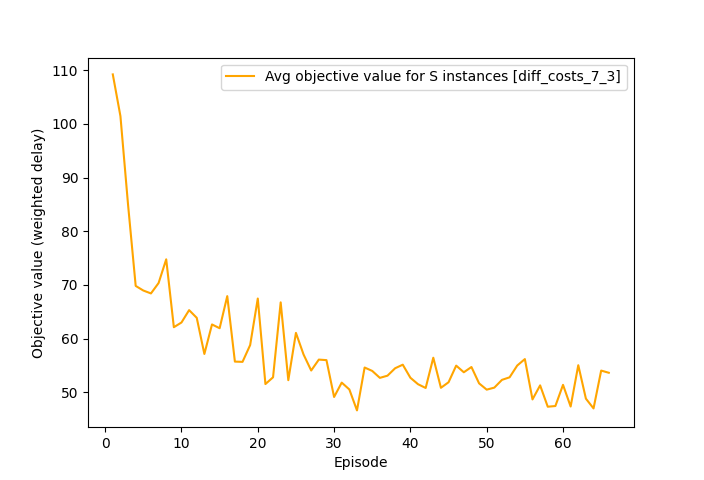 Avg objective value for S instances [diff_costs_7_3]
110
100
90
80
70
60
50
Objective value (weighted delay)
0 10 20 30 40 50 60
Episode